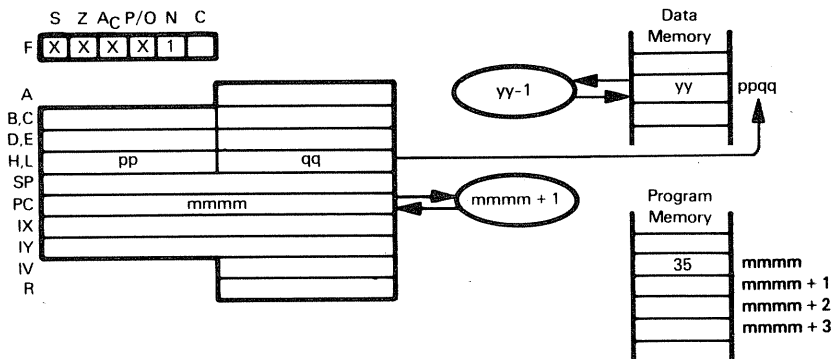 S Z AC P/O N C
F X X X X 1
A
B,C
D,E
H,L pp qq
SP
PC mmmm
IX
IY
IV
R
yy-1
mmmm + 1
Data
Memory
yy ppqq
Program
Memory
35 mmmm
mmmm + 1
mmmm + 2
mmmm + 3